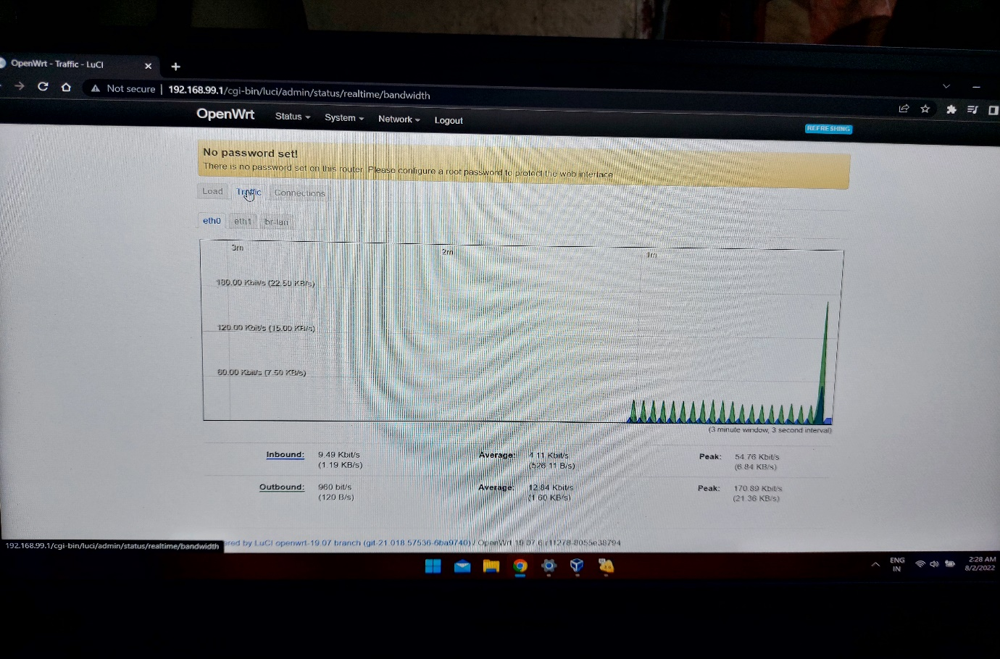 OpenWrt - Traffic - LuCI
Not secure | 192.168.99.1/cgi-bin/luci/admin/status/realtime/bandwidth
OpenWrt Status System Network Logout
REFRESHING
No password set!
There is no password set on this router. Please configure a root password to protect the web interface
Load Traffic Connections
eth0 eth1 br-lan
3m 2m 1m
180.00 Kbit/s (22.50 KB/s)
120.00 Kbit/s (15.00 KB/s)
60.00 Kbit/s (7.50 KB/s)
(3 minute window, 3 second interval)
Inbound: 9.49 Kbit/s Average: 4.11 Kbit/s Peak: 54.76 Kbit/s
(1.19 KB/s) (526.11 B/s) (6.84 KB/s)
Outbound: 960 bit/s Average: 12.84 Kbit/s Peak: 170.89 Kbit/s
(120 B/s) (1.60 KB/s) (21.36 KB/s)
192.168.99.1/cgi-bin/luci/admin/status/realtime/bandwidth
ered by LuCI openwrt-19.07 branch (git-21.018.57536-6ba9740) / OpenWrt 19.07.6 r11278-8055e38794
ENG
IN
2:28 AM
8/2/2022